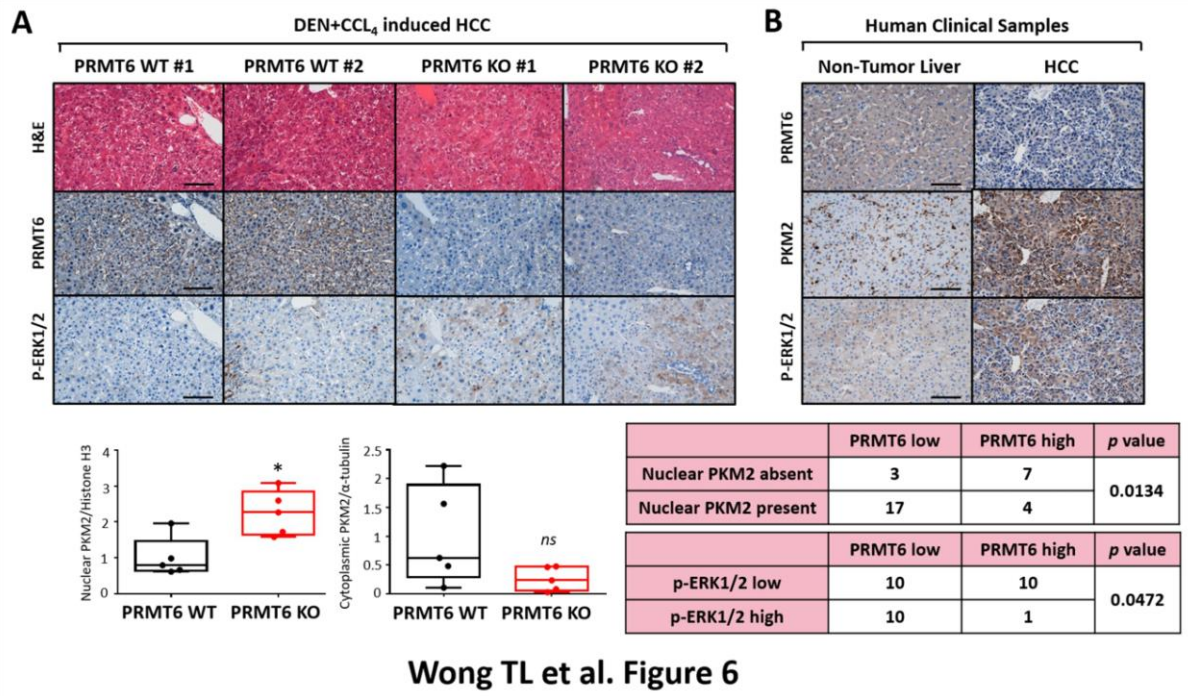 A
DEN+CCL4 induced HCC
PRMT6 WT #1 PRMT6 WT #2 PRMT6 KO #1 PRMT6 KO #2
H&E
PRMT6
P-ERK1/2
B
Human Clinical Samples
Non-Tumor Liver HCC
PRMT6
PKM2
P-ERK1/2
Nuclear PKM2/Histone H3
4
3
2
1
0
*
PRMT6 WT PRMT6 KO
Cytoplasmic PKM2/α-tubulin
2.5
2
1.5
1
0.5
0
ns
PRMT6 WT PRMT6 KO
PRMT6 low PRMT6 high p value
Nuclear PKM2 absent 3 7 0.0134
Nuclear PKM2 present 17 4
PRMT6 low PRMT6 high p value
p-ERK1/2 low 10 10 0.0472
p-ERK1/2 high 10 1
Wong TL et al. Figure 6